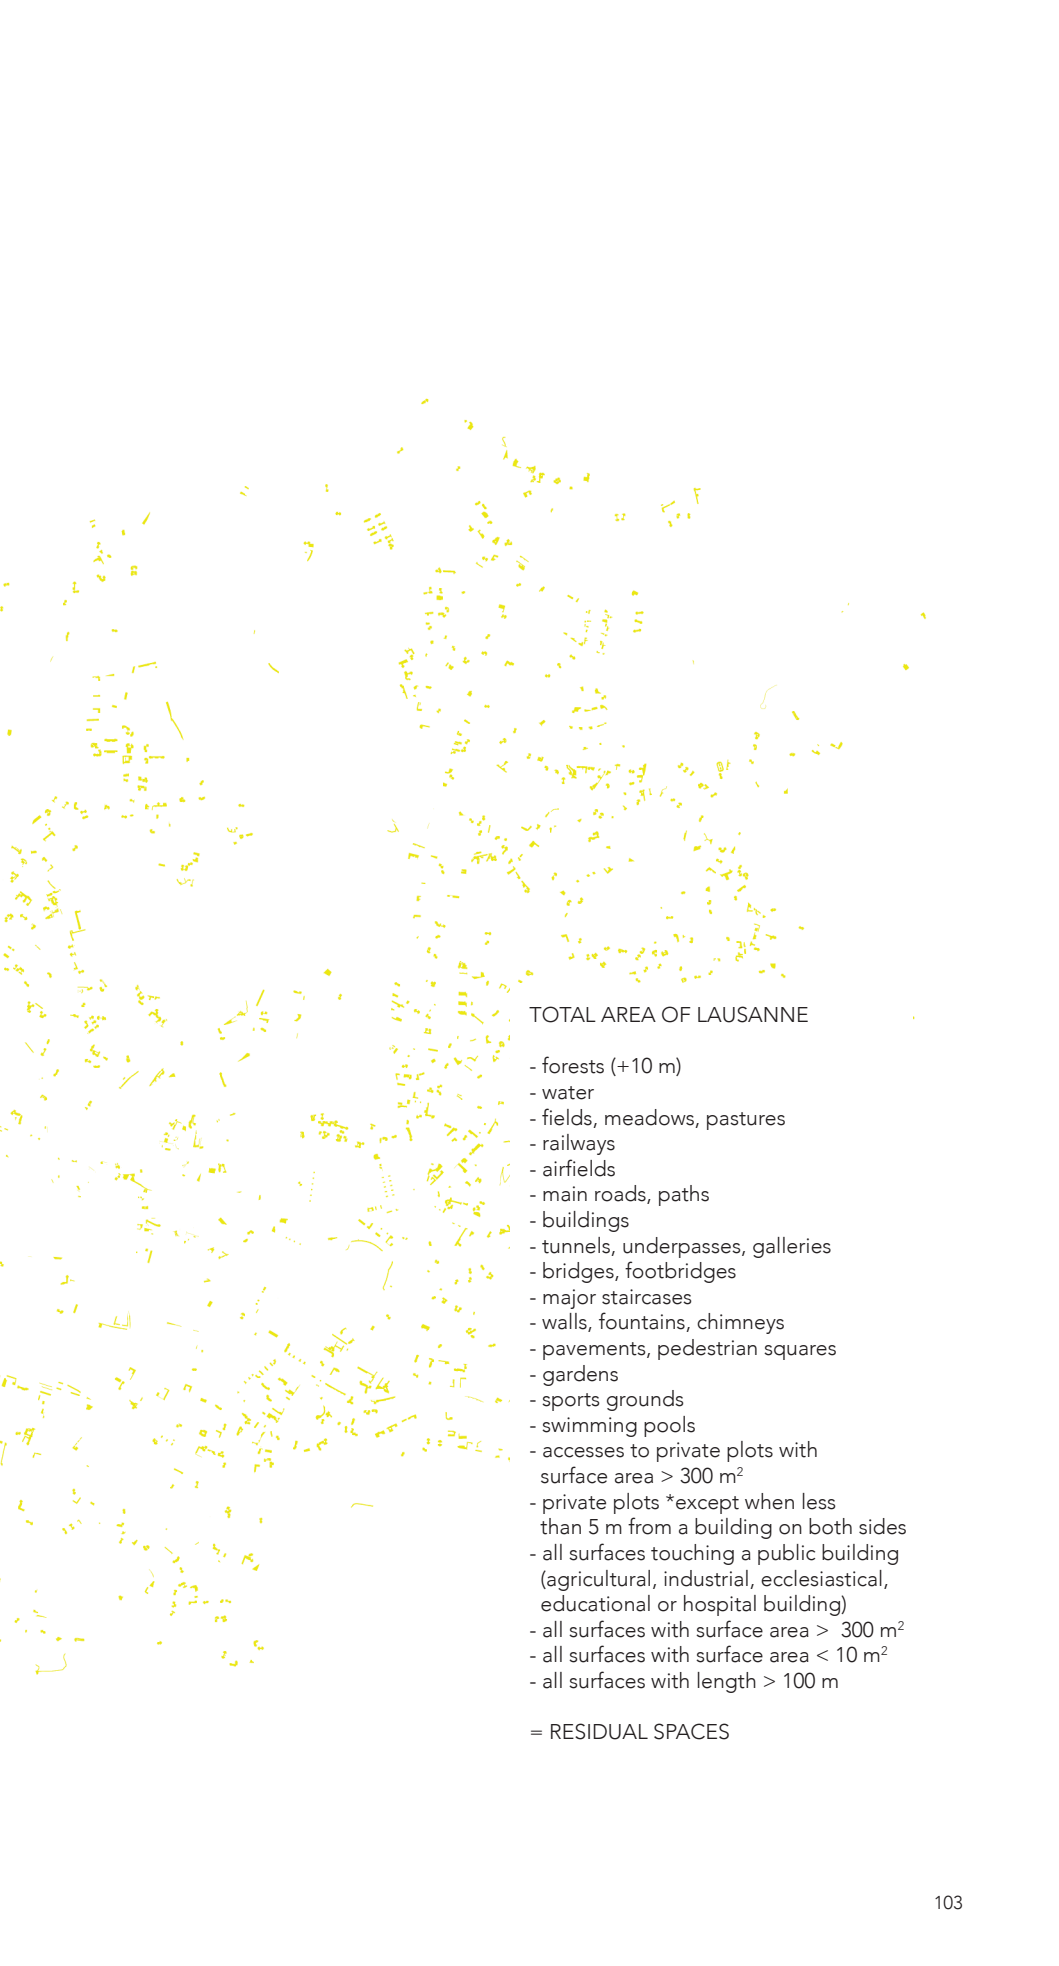 TOTAL AREA OF LAUSANNE
- forests (+10 m)
- water
- fields, meadows, pastures
- railways
- airfields
- main roads, paths
- buildings
- tunnels, underpasses, galleries
- bridges, footbridges
- major staircases
- walls, fountains, chimneys
- pavements, pedestrian squares
- gardens
- sports grounds
- swimming pools
- accesses to private plots with
surface area > 300 m²
- private plots *except when less
than 5 m from a building on both sides
- all surfaces touching a public building
(agricultural, industrial, ecclesiastical,
educational or hospital building)
- all surfaces with surface area > 300 m²
- all surfaces with surface area < 10 m²
- all surfaces with length > 100 m
= RESIDUAL SPACES
103